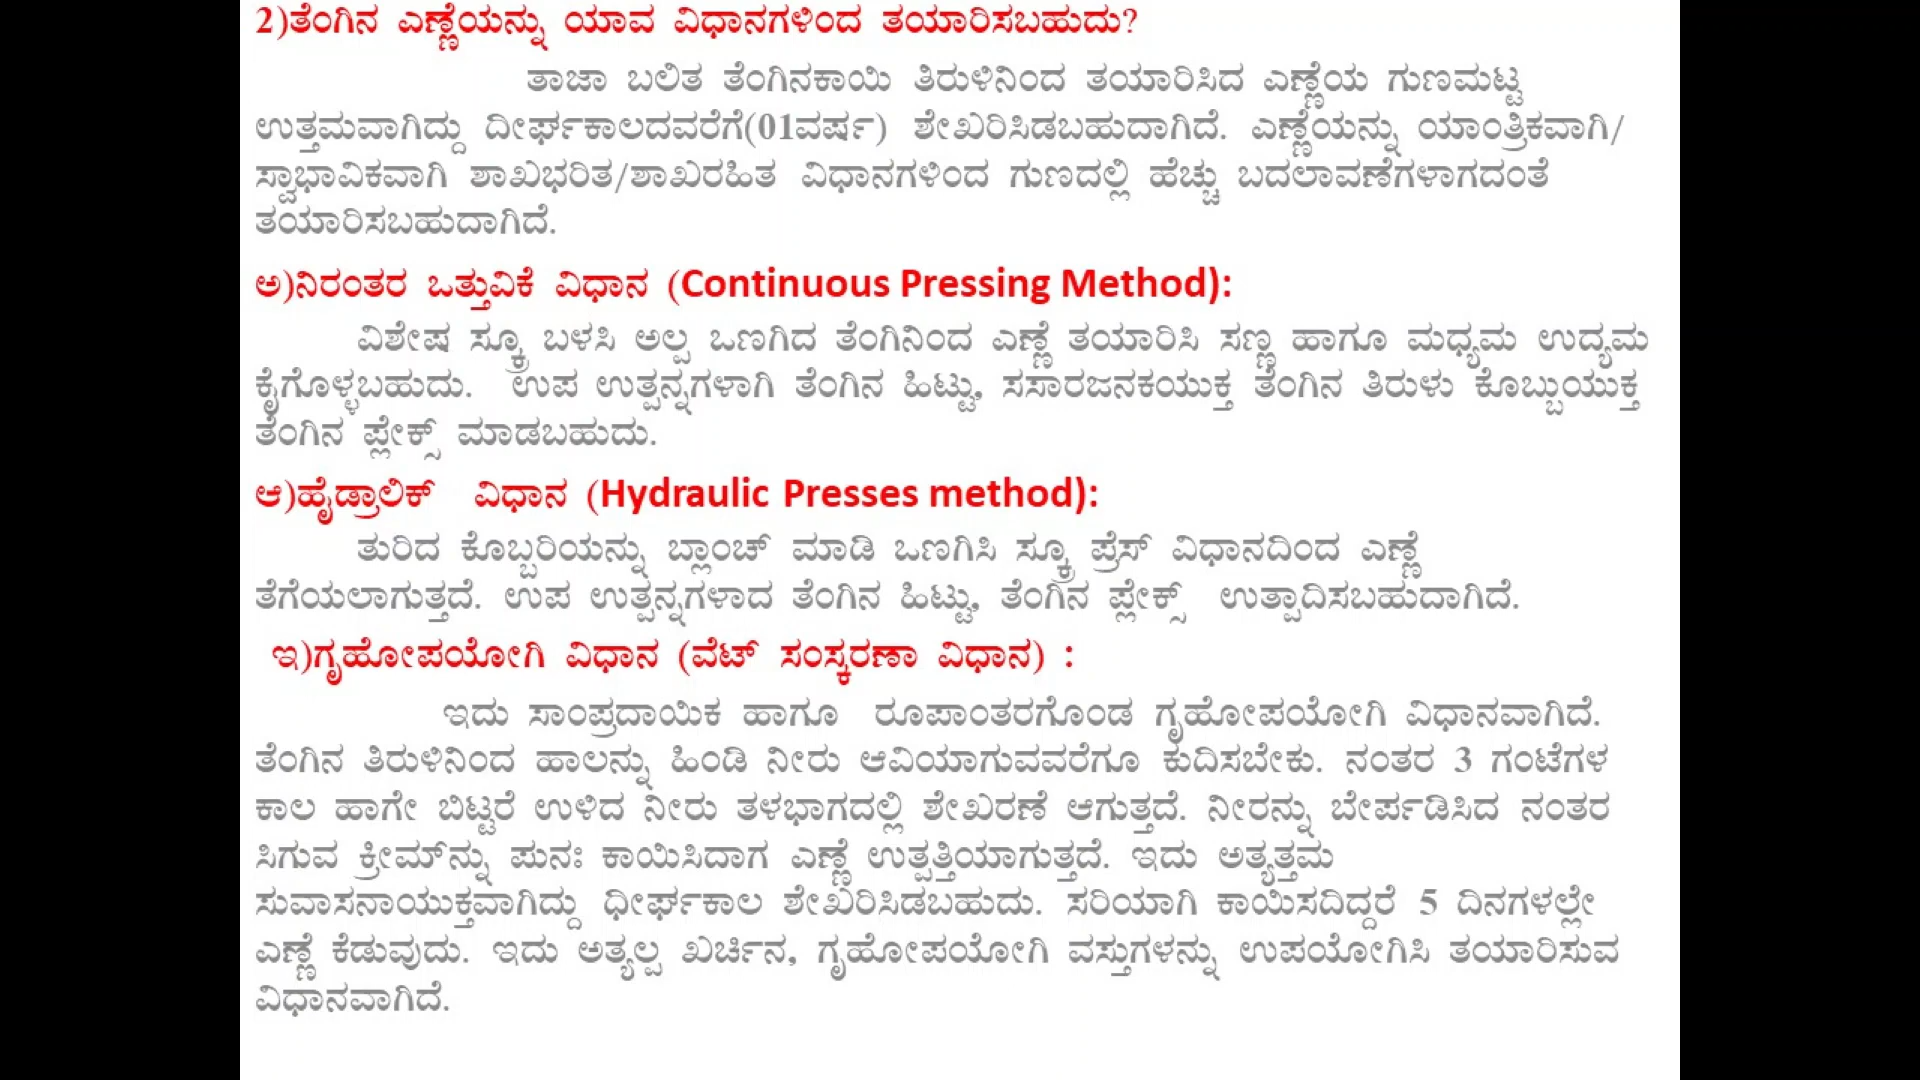 2)ತೆಂಗಿನ ಎಣ್ಣೆಯನ್ನು ಯಾವ ವಿಧಾನಗಳಿಂದ ತಯಾರಿಸಬಹುದು?
ತಾಜಾ ಬಲಿತ ತೆಂಗಿನಕಾಯಿ ತಿರುಳಿನಿಂದ ತಯಾರಿಸಿದ ಎಣ್ಣೆಯ ಗುಣಮಟ್ಟ
ಉತ್ತಮವಾಗಿದ್ದು ದೀರ್ಘಕಾಲದವರೆಗೆ(01ವರ್ಷ) ಶೇಖರಿಸಿಡಬಹುದಾಗಿದೆ. ಎಣ್ಣೆಯನ್ನು ಯಾಂತ್ರಿಕವಾಗಿ/
ಸ್ವಾಭಾವಿಕವಾಗಿ ಶಾಖಭರಿತ/ಶಾಖರಹಿತ ವಿಧಾನಗಳಿಂದ ಗುಣದಲ್ಲಿ ಹೆಚ್ಚು ಬದಲಾವಣೆಗಳಾಗದಂತೆ
ತಯಾರಿಸಬಹುದಾಗಿದೆ.
ಅ)ನಿರಂತರ ಒತ್ತುವಿಕೆ ವಿಧಾನ (Continuous Pressing Method):
ವಿಶೇಷ ಸ್ಕ್ರೂ ಬಳಸಿ ಅಲ್ಪ ಒಣಗಿದ ತೆಂಗಿನಿಂದ ಎಣ್ಣೆ ತಯಾರಿಸಿ ಸಣ್ಣ ಹಾಗೂ ಮಧ್ಯಮ ಉದ್ಯಮ
ಕೈಗೊಳ್ಳಬಹುದು. ಉಪ ಉತ್ಪನ್ನಗಳಾಗಿ ತೆಂಗಿನ ಹಿಟ್ಟು, ಸಸಾರಜನಕಯುಕ್ತ ತೆಂಗಿನ ತಿರುಳು ಕೊಬ್ಬುಯುಕ್ತ
ತೆಂಗಿನ ಪ್ಲೇಕ್ಸ್ ಮಾಡಬಹುದು.
ಆ)ಹೈಡ್ರಾಲಿಕ್ ವಿಧಾನ (Hydraulic Presses method):
ತುರಿದ ಕೊಬ್ಬರಿಯನ್ನು ಬ್ಲಾಂಚ್ ಮಾಡಿ ಒಣಗಿಸಿ ಸ್ಕ್ರೂ ಪ್ರೆಸ್ ವಿಧಾನದಿಂದ ಎಣ್ಣೆ
ತೆಗೆಯಲಾಗುತ್ತದೆ. ಉಪ ಉತ್ಪನ್ನಗಳಾದ ತೆಂಗಿನ ಹಿಟ್ಟು, ತೆಂಗಿನ ಪ್ಲೇಕ್ಸ್ ಉತ್ಪಾದಿಸಬಹುದಾಗಿದೆ.
ಇ)ಗೃಹೋಪಯೋಗಿ ವಿಧಾನ (ವೆಟ್ ಸಂಸ್ಕರಣಾ ವಿಧಾನ) :
ಇದು ಸಾಂಪ್ರದಾಯಿಕ ಹಾಗೂ ರೂಪಾಂತರಗೊಂಡ ಗೃಹೋಪಯೋಗಿ ವಿಧಾನವಾಗಿದೆ.
ತೆಂಗಿನ ತಿರುಳಿನಿಂದ ಹಾಲನ್ನು ಹಿಂಡಿ ನೀರು ಆವಿಯಾಗುವವರೆಗೂ ಕುದಿಸಬೇಕು. ನಂತರ 3 ಗಂಟೆಗಳ
ಕಾಲ ಹಾಗೇ ಬಿಟ್ಟರೆ ಉಳಿದ ನೀರು ತಳಭಾಗದಲ್ಲಿ ಶೇಖರಣೆ ಆಗುತ್ತದೆ. ನೀರನ್ನು ಬೇರ್ಪಡಿಸಿದ ನಂತರ
ಸಿಗುವ ಕ್ರೀಮ್‌ನ್ನು ಪುನಃ ಕಾಯಿಸಿದಾಗ ಎಣ್ಣೆ ಉತ್ಪತ್ತಿಯಾಗುತ್ತದೆ. ಇದು ಅತ್ಯತ್ತಮ
ಸುವಾಸನಾಯುಕ್ತವಾಗಿದ್ದು ಧೀರ್ಘಕಾಲ ಶೇಖರಿಸಿಡಬಹುದು. ಸರಿಯಾಗಿ ಕಾಯಿಸದಿದ್ದರೆ 5 ದಿನಗಳಲ್ಲೇ
ಎಣ್ಣೆ ಕೆಡುವುದು. ಇದು ಅತ್ಯಲ್ಪ ಖರ್ಚಿನ, ಗೃಹೋಪಯೋಗಿ ವಸ್ತುಗಳನ್ನು ಉಪಯೋಗಿಸಿ ತಯಾರಿಸುವ
ವಿಧಾನವಾಗಿದೆ.